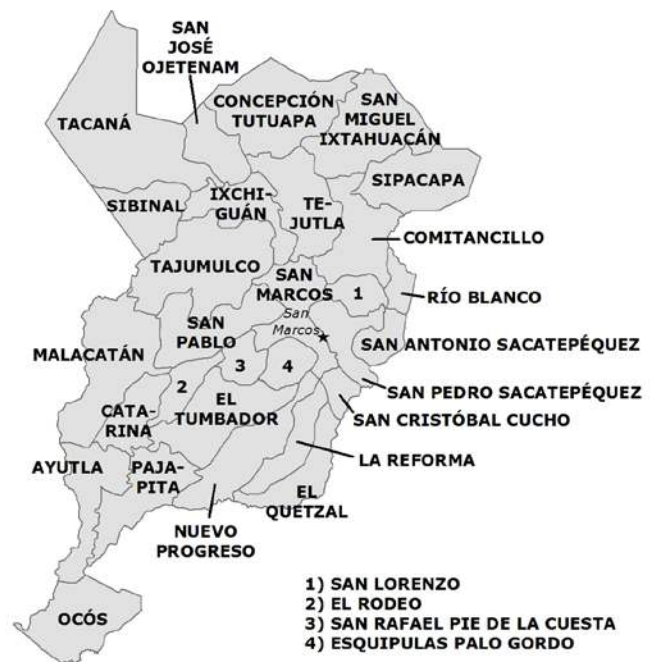 SAN
JOSÉ
OJETENAM
CONCEPCIÓN
TUTUAPA
SAN
MIGUEL
IXTAHUACÁN
TACANÁ
SIPACAPA
SIBINAL
IXCHI-
GUÁN
TE-
JUTLA
COMITANCILLO
TAJUMULCO
SAN
MARCOS
1
RÍO BLANCO
San
Marcos
SAN
PABLO
SAN ANTONIO SACATEPÉQUEZ
MALACATÁN
3
4
2
SAN PEDRO SACATEPÉQUEZ
EL
TUMBADOR
CATA-
RINA
SAN CRISTÓBAL CUCHO
AYUTLA
PAJA-
PITA
LA REFORMA
EL
QUETZAL
NUEVO
PROGRESO
OCÓS
1) SAN LORENZO
2) EL RODEO
3) SAN RAFAEL PIE DE LA CUESTA
4) ESQUIPULAS PALO GORDO